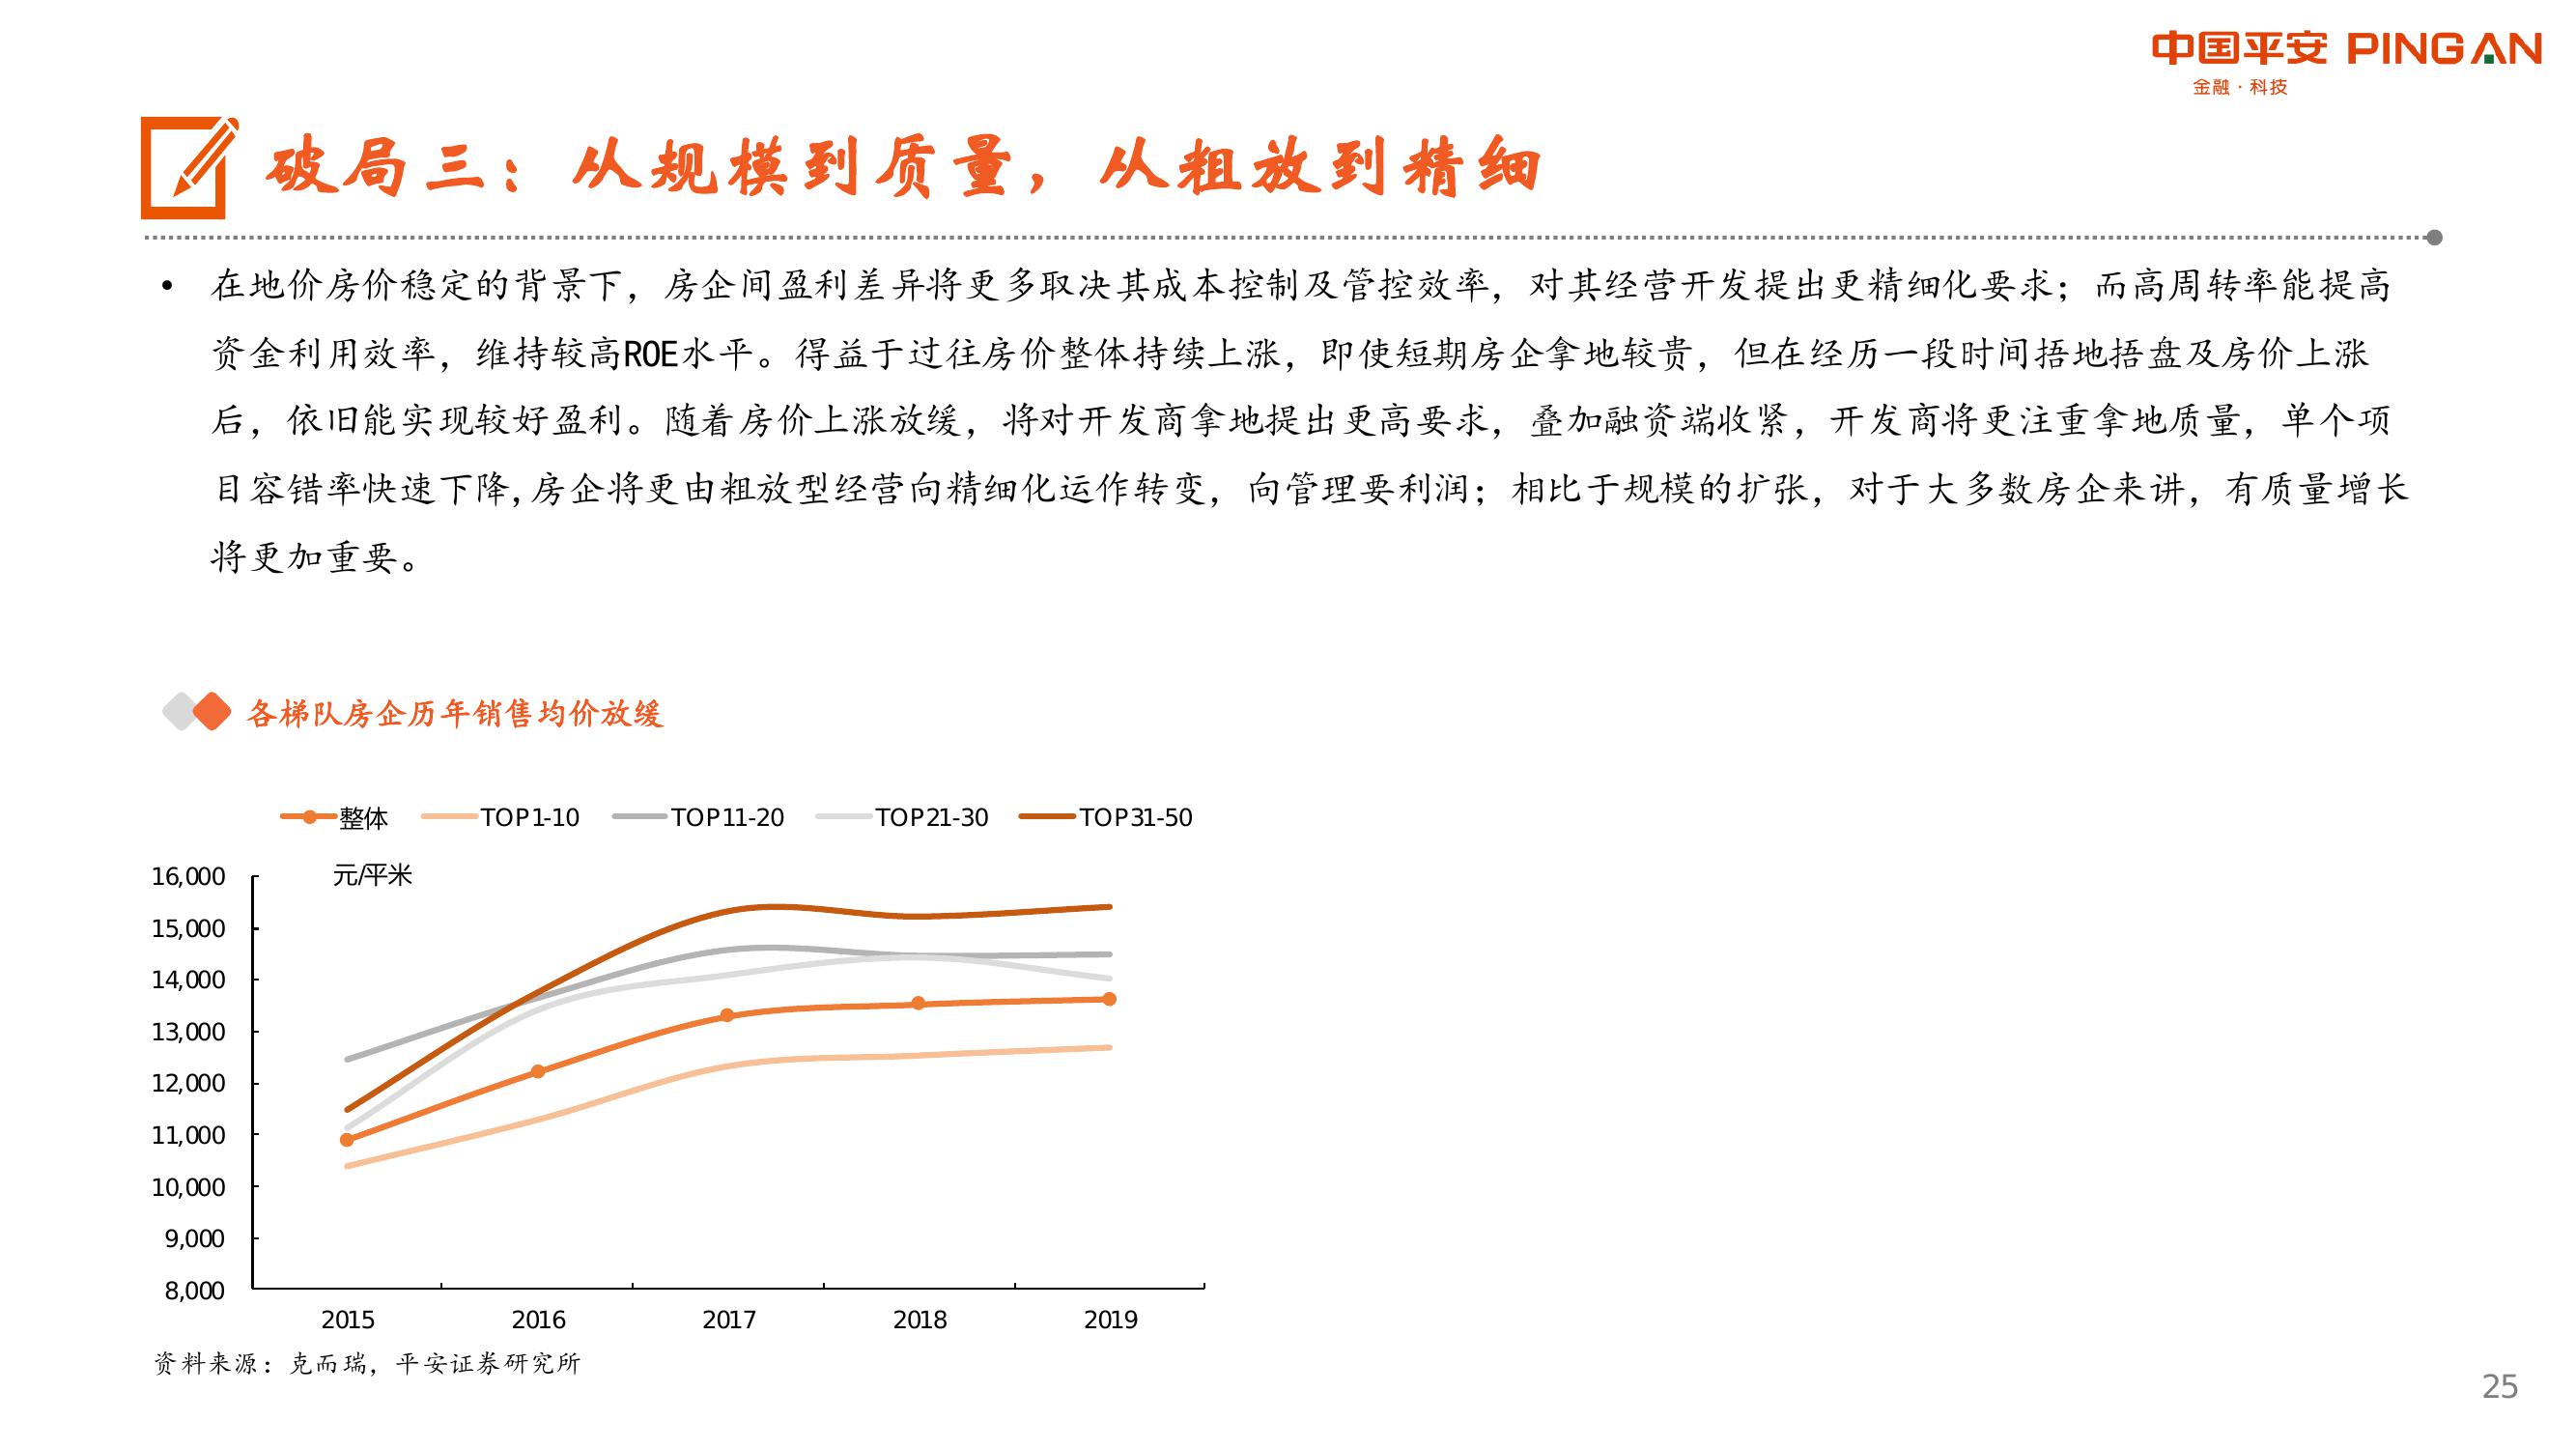 中国平安 PINGAN
金融·科技
破局三：从规模到质量，从粗放到精细
• 在地价房价稳定的背景下，房企间盈利差异将更多取决其成本控制及管控效率，对其经营开发提出更精细化要求；而高周转率能提高
资金利用效率，维持较高ROE水平。得益于过往房价整体持续上涨，即使短期房企拿地较贵，但在经历一段时间捂地捂盘及房价上涨
后，依旧能实现较好盈利。随着房价上涨放缓，将对开发商拿地提出更高要求，叠加融资端收紧，开发商将更注重拿地质量，单个项
目容错率快速下降,房企将更由粗放型经营向精细化运作转变，向管理要利润；相比于规模的扩张，对于大多数房企来讲，有质量增长
将更加重要。
各梯队房企历年销售均价放缓
整体 TOP1-10 TOP11-20 TOP21-30 TOP31-50
元/平米
16,000
15,000
14,000
13,000
12,000
11,000
10,000
9,000
8,000
2015 2016 2017 2018 2019
资料来源：克而瑞，平安证券研究所
25